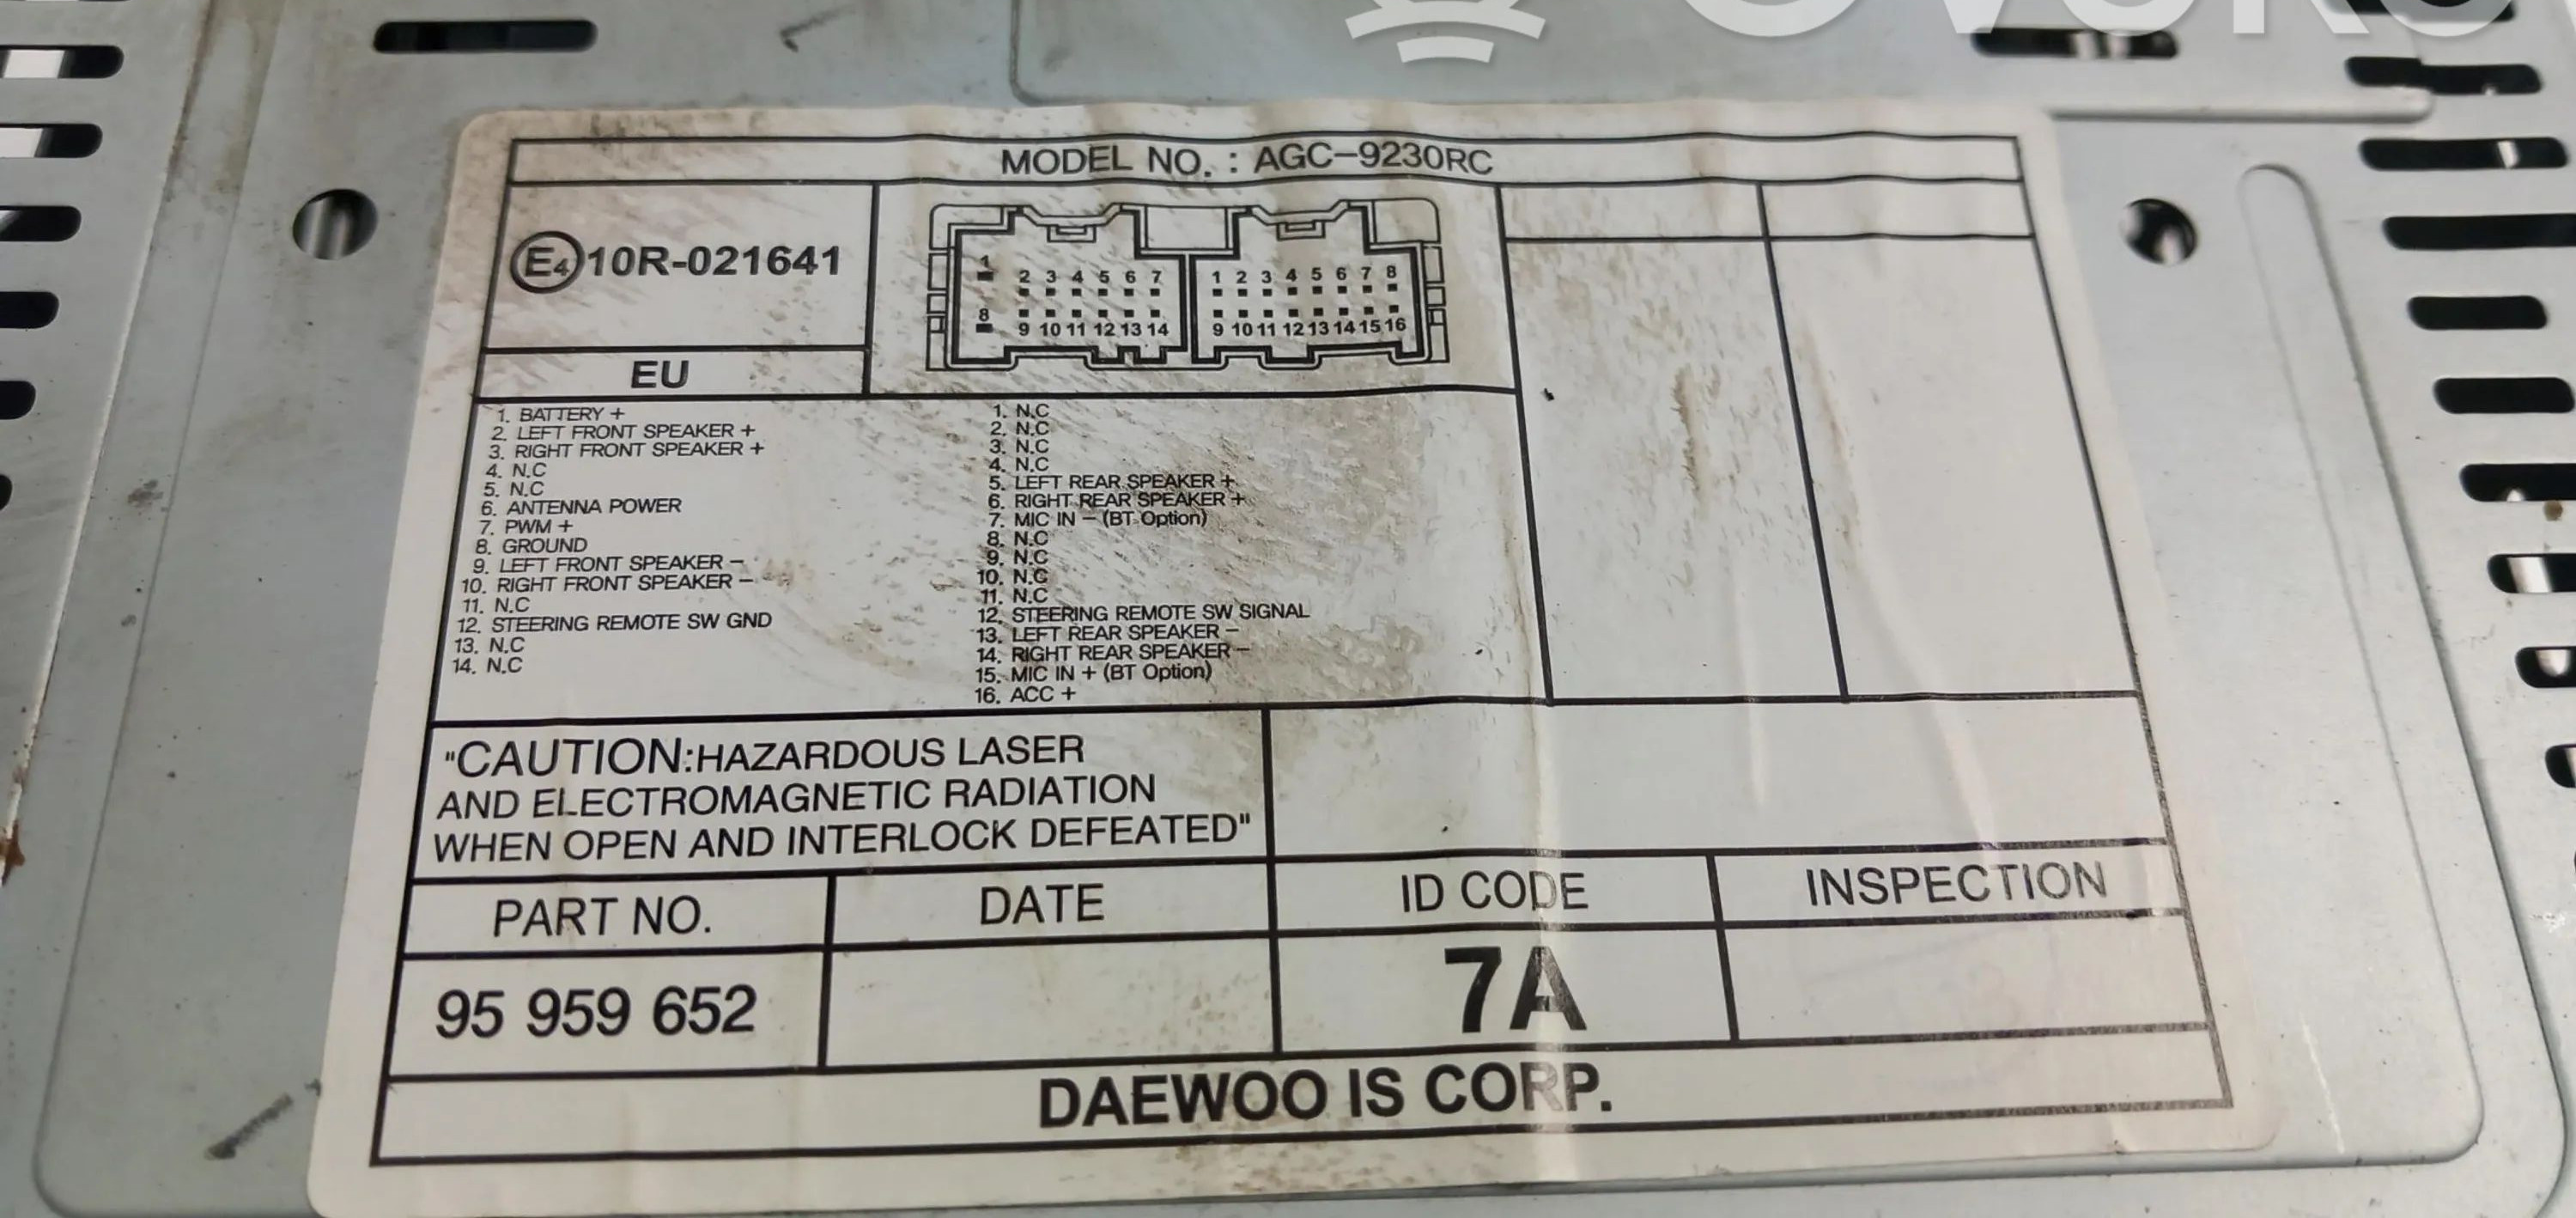 MODEL NO. : AGC-9230RC
E4 10R-021641
EU
1 2 3 4 5 6 7
8 9 10 11 12 13 14
1 2 3 4 5 6 7 8
9 10 11 12 13 14 15 16
1. BATTERY +
2. LEFT FRONT SPEAKER +
3. RIGHT FRONT SPEAKER +
4. N.C
5. N.C
6. ANTENNA POWER
7. PWM +
8. GROUND
9. LEFT FRONT SPEAKER -
10. RIGHT FRONT SPEAKER -
11. N.C
12. STEERING REMOTE SW GND
13. N.C
14. N.C
1. N.C
2. N.C
3. N.C
4. N.C
5. LEFT REAR SPEAKER +
6. RIGHT REAR SPEAKER +
7. MIC IN - (BT Option)
8. N.C
9. N.C
10. N.C
11. N.C
12. STEERING REMOTE SW SIGNAL
13. LEFT REAR SPEAKER -
14. RIGHT REAR SPEAKER -
15. MIC IN + (BT Option)
16. ACC +
"CAUTION:HAZARDOUS LASER
AND ELECTROMAGNETIC RADIATION
WHEN OPEN AND INTERLOCK DEFEATED"
PART NO. DATE ID CODE INSPECTION
95 959 652 7A
DAEWOO IS CORP.